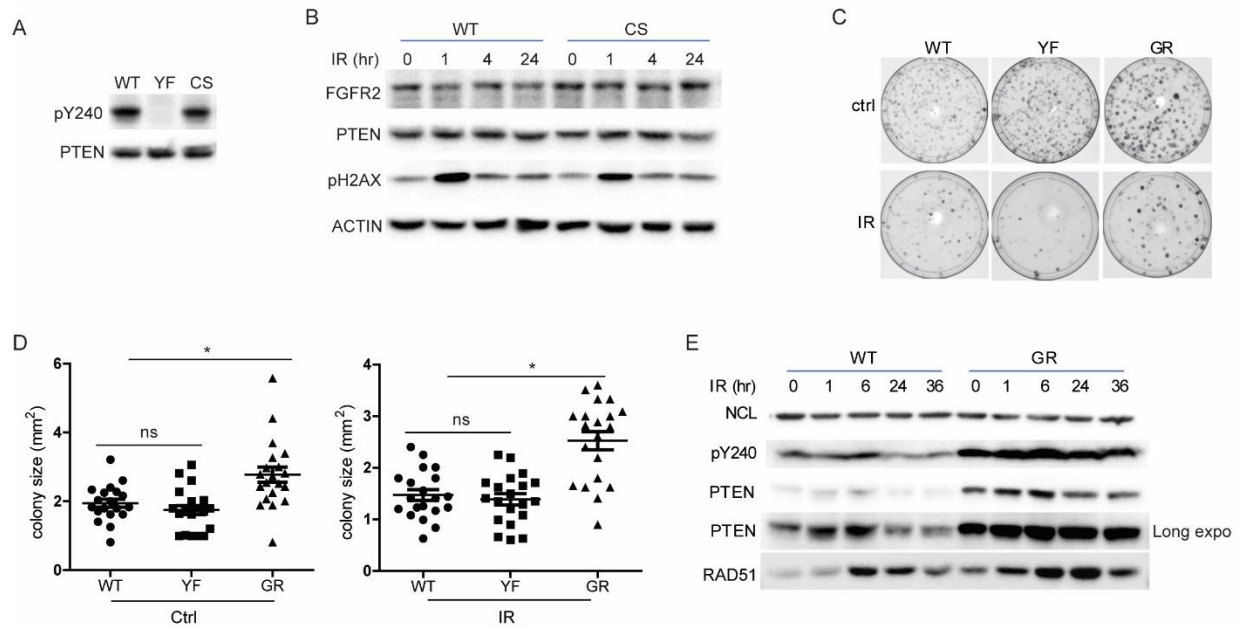 A
WT YF CS
pY240
PTEN
B
WT CS
IR (hr) 0 1 4 24 0 1 4 24
FGFR2
PTEN
pH2AX
ACTIN
C
WT YF GR
ctrl
IR
D
colony size (mm²)
6
4
2
0
*
ns
WT YF GR
Ctrl
colony size (mm²)
4
3
2
1
0
*
ns
WT YF GR
IR
E
WT GR
IR (hr) 0 1 6 24 36 0 1 6 24 36
NCL
pY240
PTEN
PTEN Long expo
RAD51